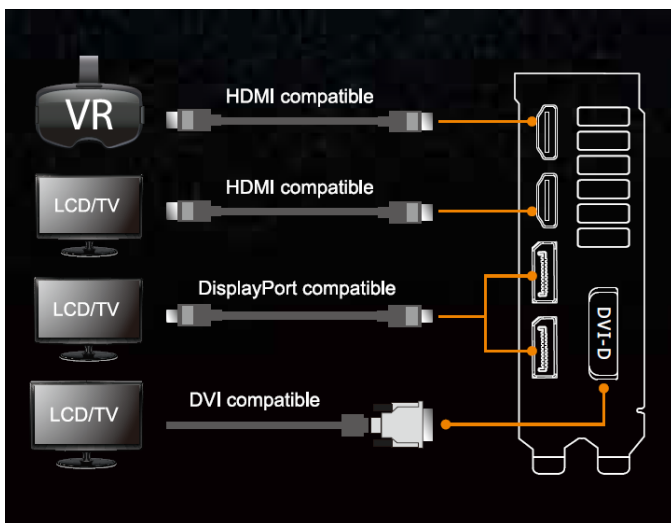 VR
HDMI compatible
LCD/TV
HDMI compatible
LCD/TV
DisplayPort compatible
LCD/TV
DVI compatible
DVI-D